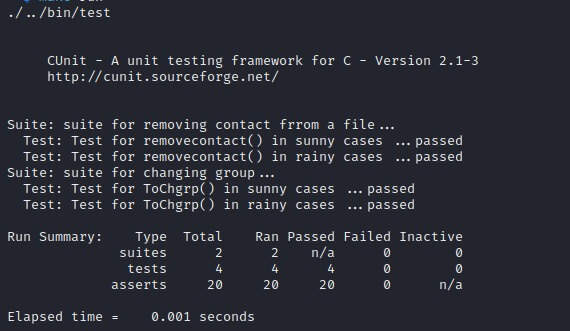 ./../bin/test
CUnit - A unit testing framework for C - Version 2.1-3
http://cunit.sourceforge.net/
Suite: suite for removing contact frrom a file...
Test: Test for removecontact() in sunny cases ...passed
Test: Test for removecontact() in rainy cases ...passed
Suite: suite for changing group...
Test: Test for ToChgrp() in sunny cases ...passed
Test: Test for ToChgrp() in rainy cases ...passed
Run Summary: Type Total Ran Passed Failed Inactive
suites 2 2 n/a 0 0
tests 4 4 4 0 0
asserts 20 20 20 0 n/a
Elapsed time = 0.001 seconds